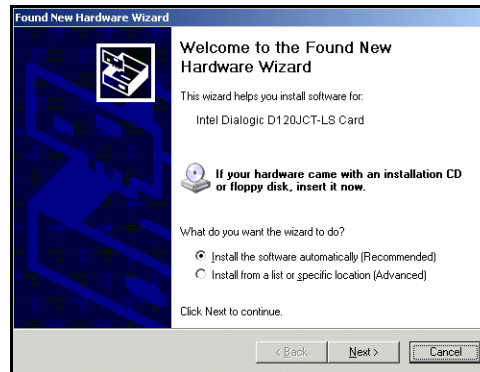 Found New Hardware Wizard
Welcome to the Found New
Hardware Wizard
This wizard helps you install software for:
Intel Dialogic D120JCT-LS Card
If your hardware came with an installation CD
or floppy disk, insert it now.
What do you want the wizard to do?
Install the software automatically (Recommended)
Install from a list or specific location (Advanced)
Click Next to continue.
< Back
Next >
Cancel